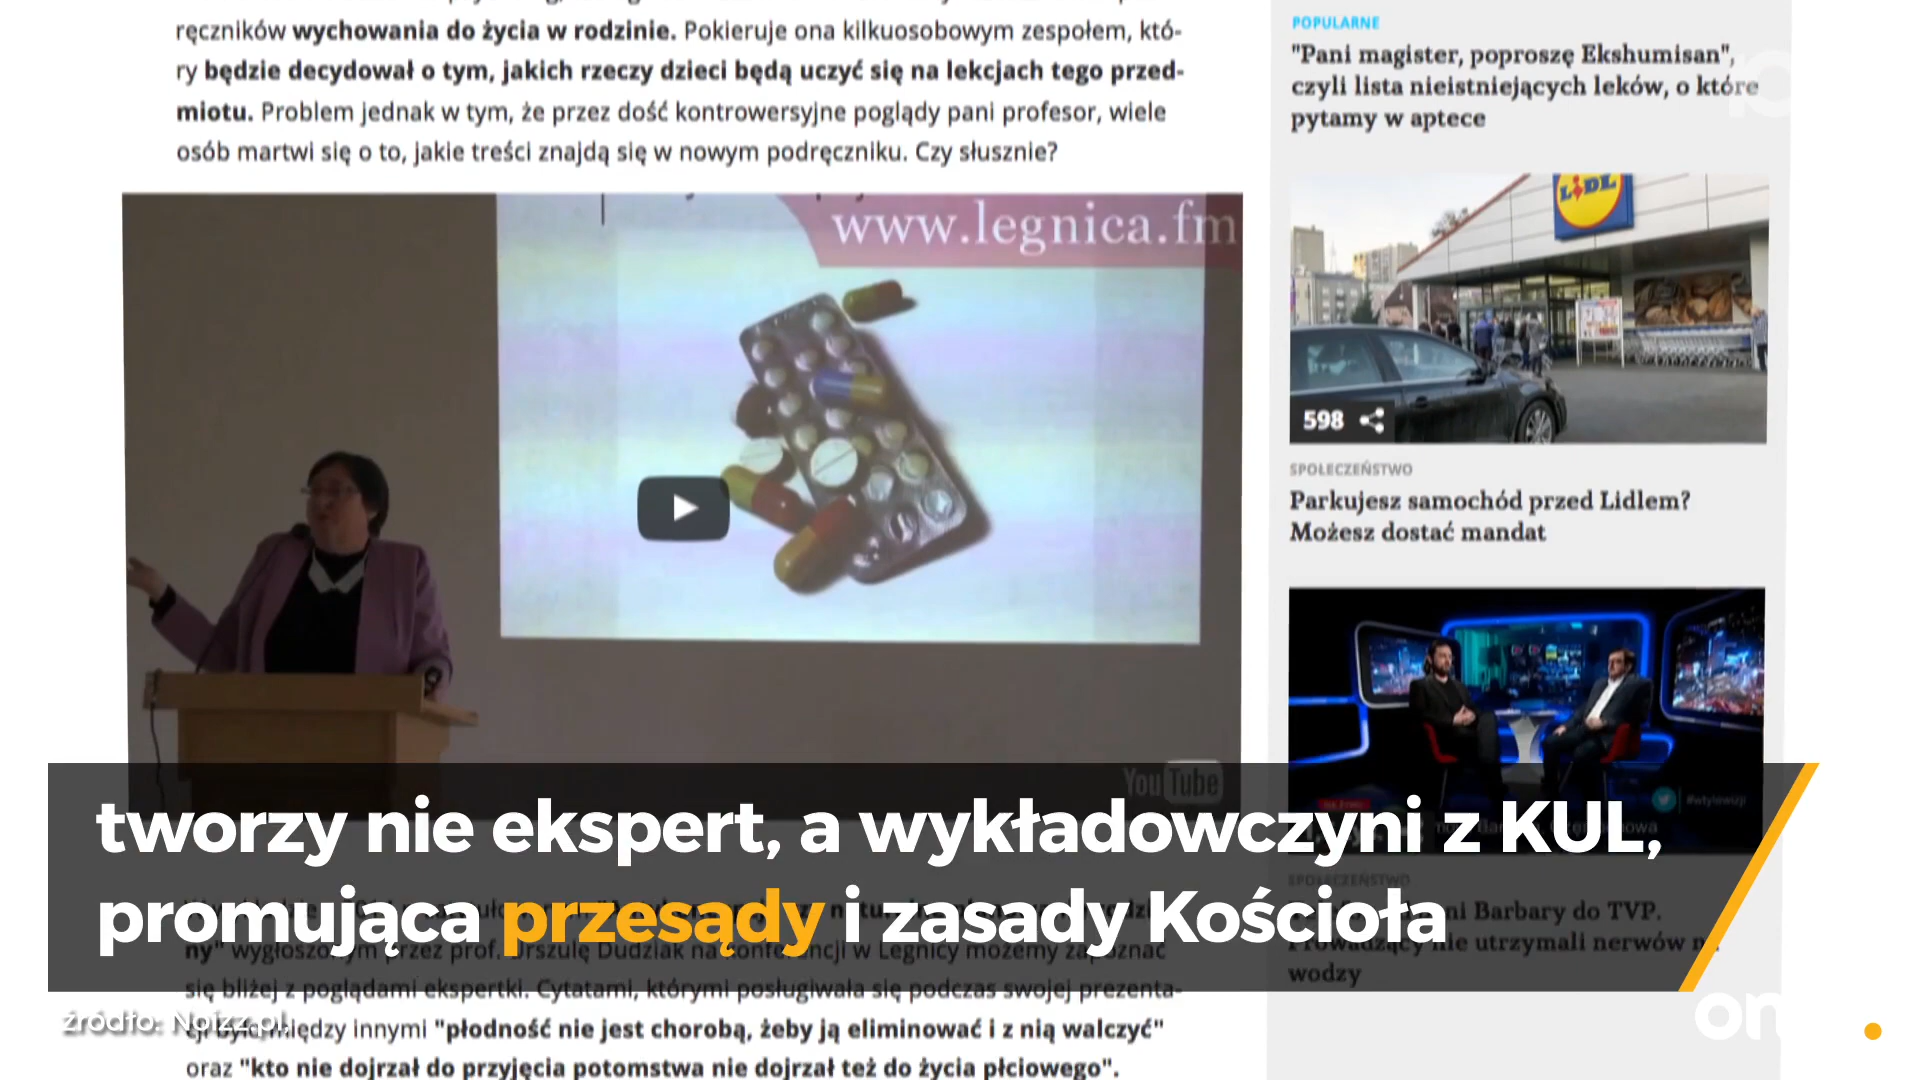 ręczników wychowania do życia w rodzinie. Pokieruje ona kilkuosobowym zespołem, któ-
ry będzie decydował o tym, jakich rzeczy dzieci będą uczyć się na lekcjach tego przed-
miotu. Problem jednak w tym, że przez dość kontrowersyjne poglądy pani profesor, wiele
osób martwi się o to, jakie treści znajdą się w nowym podręczniku. Czy słusznie?
www.legnica.fm
YouTube
POPULARNE
"Pani magister, poproszę Ekshumisan",
czyli lista nieistniejących leków, o które
pytamy w aptece
LIDL
598
SPOŁECZEŃSTWO
Parkujesz samochód przed Lidlem?
Możesz dostać mandat
#wtylewizji
SPOŁECZEŃSTWO
Barbary do TVP.
Prowadzący nie utrzymali nerwów na
wodzy
tworzy nie ekspert, a wykładowczyni z KUL,
promująca przesądy i zasady Kościoła
ny" wygłoszonym przez prof. Urszulę Dudziak na konferencji w Legnicy możemy zapoznać
się bliżej z poglądami ekspertki. Cytatami, którymi posługiwała się podczas swojej prezenta-
cji były między innymi "płodność nie jest chorobą, żeby ją eliminować i z nią walczyć"
oraz "kto nie dojrzał do przyjęcia potomstwa nie dojrzał też do życia płciowego".
źródło: Noizz.pl,